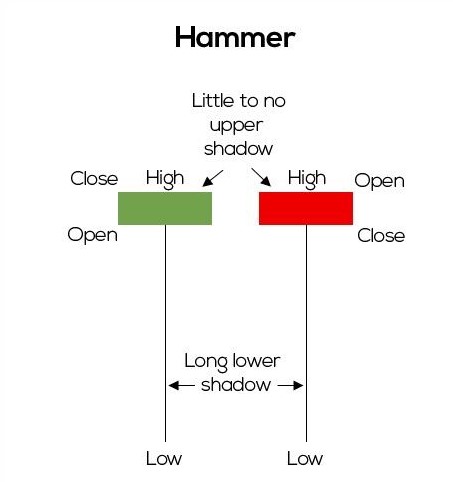 Hammer
Little to no
upper
shadow
Close High High Open
Open Close
Long lower
shadow
Low Low